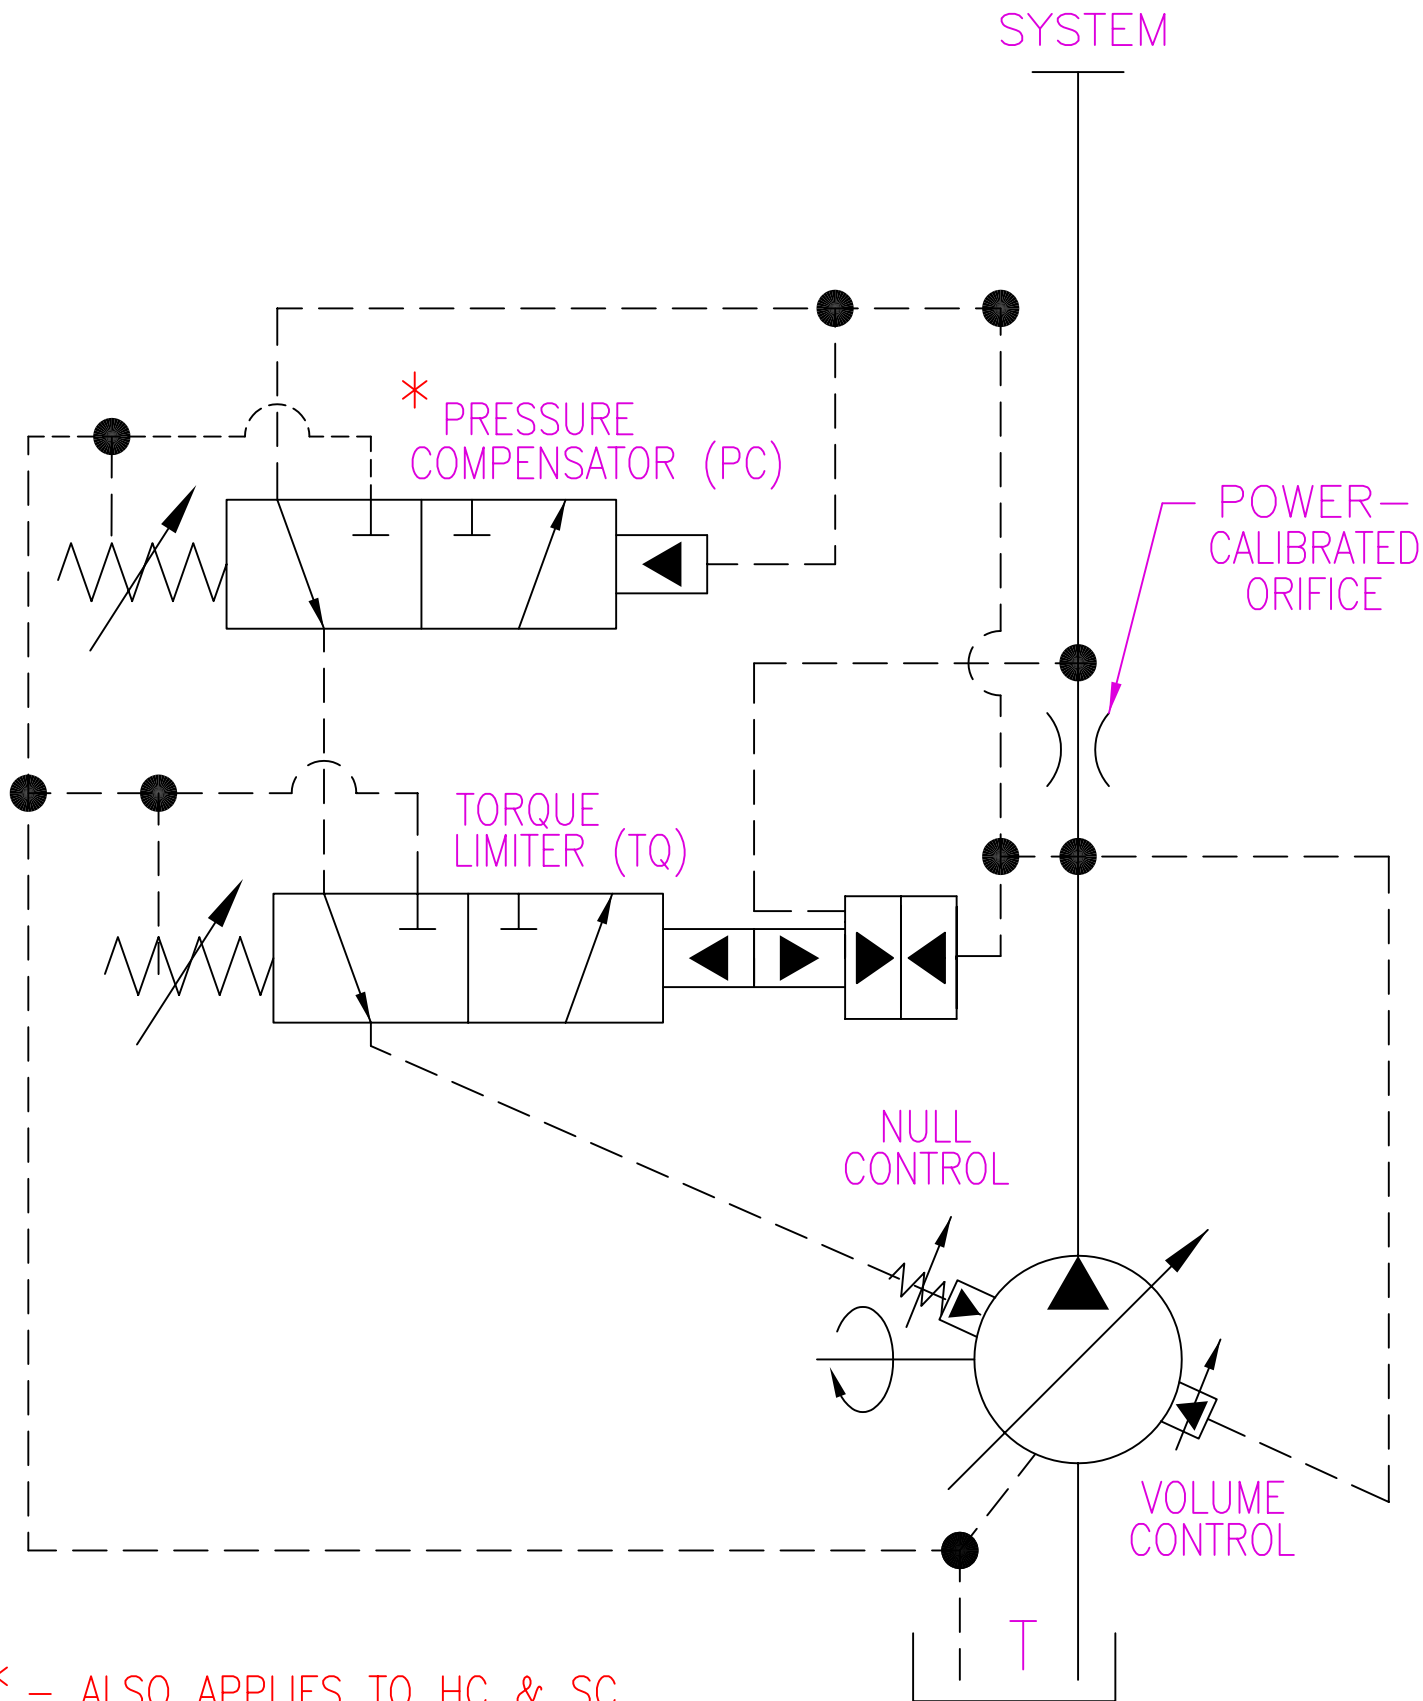 SYSTEM
* PRESSURE
COMPENSATOR (PC)
POWER-
CALIBRATED
ORIFICE
TORQUE
LIMITER (TQ)
NULL
CONTROL
VOLUME
CONTROL
T
* - ALSO APPLIES TO HC & SC